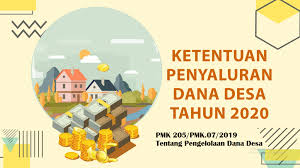 KETENTUAN
PENYALURAN
DANA DESA
TAHUN 2020
PMK 205/PMK.07/2019
Tentang Pengelolaan Dana Desa